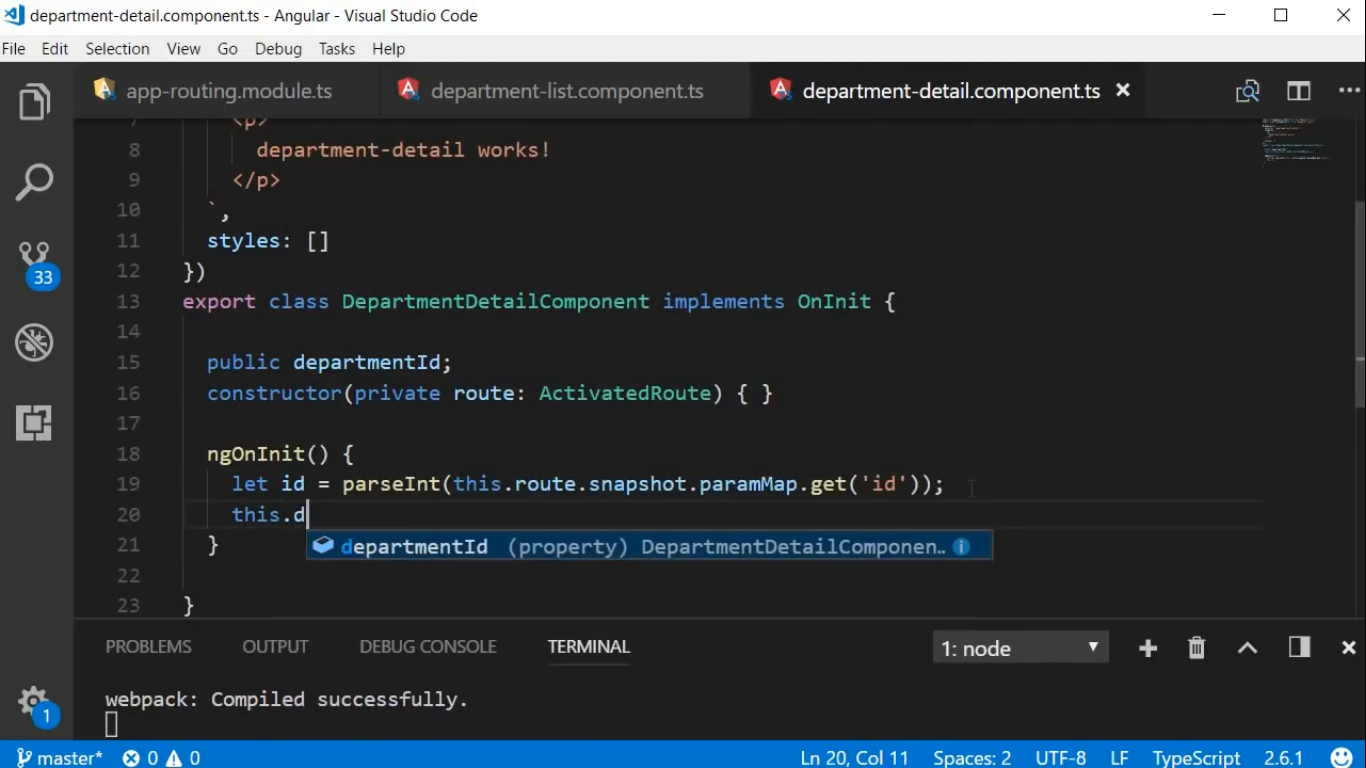 department-detail.component.ts - Angular - Visual Studio Code
File Edit Selection View Go Debug Tasks Help
app-routing.module.ts department-list.component.ts department-detail.component.ts
7 <p>
8 department-detail works!
9 </p>
10 `,
11 styles: []
12 })
13 export class DepartmentDetailComponent implements OnInit {
14
15 public departmentId;
16 constructor(private route: ActivatedRoute) { }
17
18 ngOnInit() {
19 let id = parseInt(this.route.snapshot.paramMap.get('id'));
20 this.d
21 }
departmentId (property) DepartmentDetailComponen…
22
23 }
33
1
PROBLEMS OUTPUT DEBUG CONSOLE TERMINAL 1: node
webpack: Compiled successfully.
master* 0 0 Ln 20, Col 11 Spaces: 2 UTF-8 LF TypeScript 2.6.1